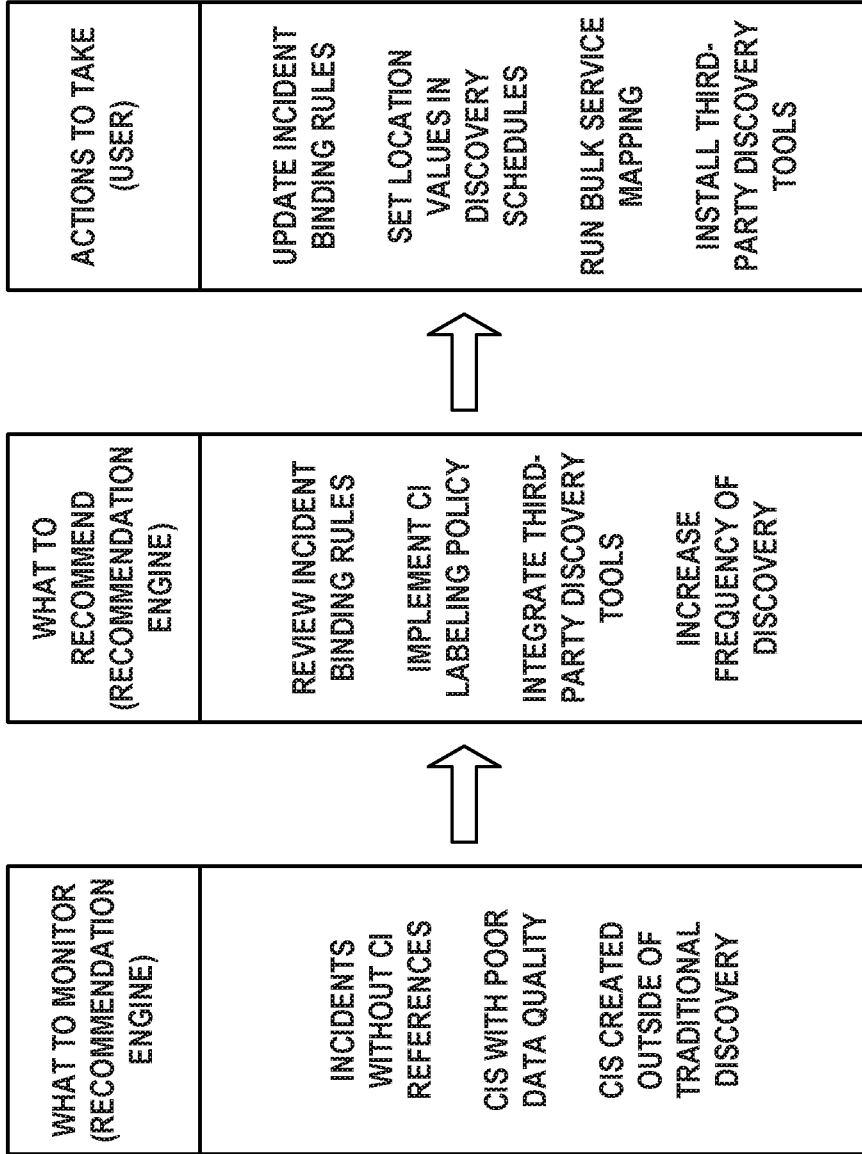 WHAT TO MONITOR
(RECOMMENDATION
ENGINE)
INCIDENTS
WITHOUT CI
REFERENCES
CIS WITH POOR
DATA QUALITY
CIS CREATED
OUTSIDE OF
TRADITIONAL
DISCOVERY
WHAT TO
RECOMMEND
(RECOMMENDATION
ENGINE)
REVIEW INCIDENT
BINDING RULES
IMPLEMENT CI
LABELING POLICY
INTEGRATE THIRD-
PARTY DISCOVERY
TOOLS
INCREASE
FREQUENCY OF
DISCOVERY
ACTIONS TO TAKE
(USER)
UPDATE INCIDENT
BINDING RULES
SET LOCATION
VALUES IN
DISCOVERY
SCHEDULES
RUN BULK SERVICE
MAPPING
INSTALL THIRD-
PARTY DISCOVERY
TOOLS